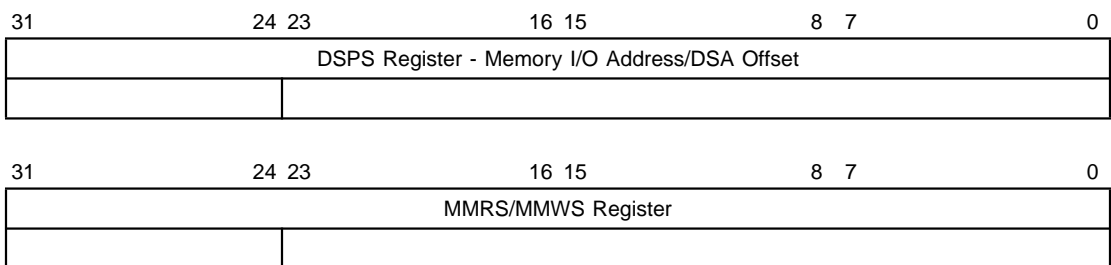 31 24 23 16 15 8 7 0
DSPS Register - Memory I/O Address/DSA Offset
31 24 23 16 15 8 7 0
MMRS/MMWS Register